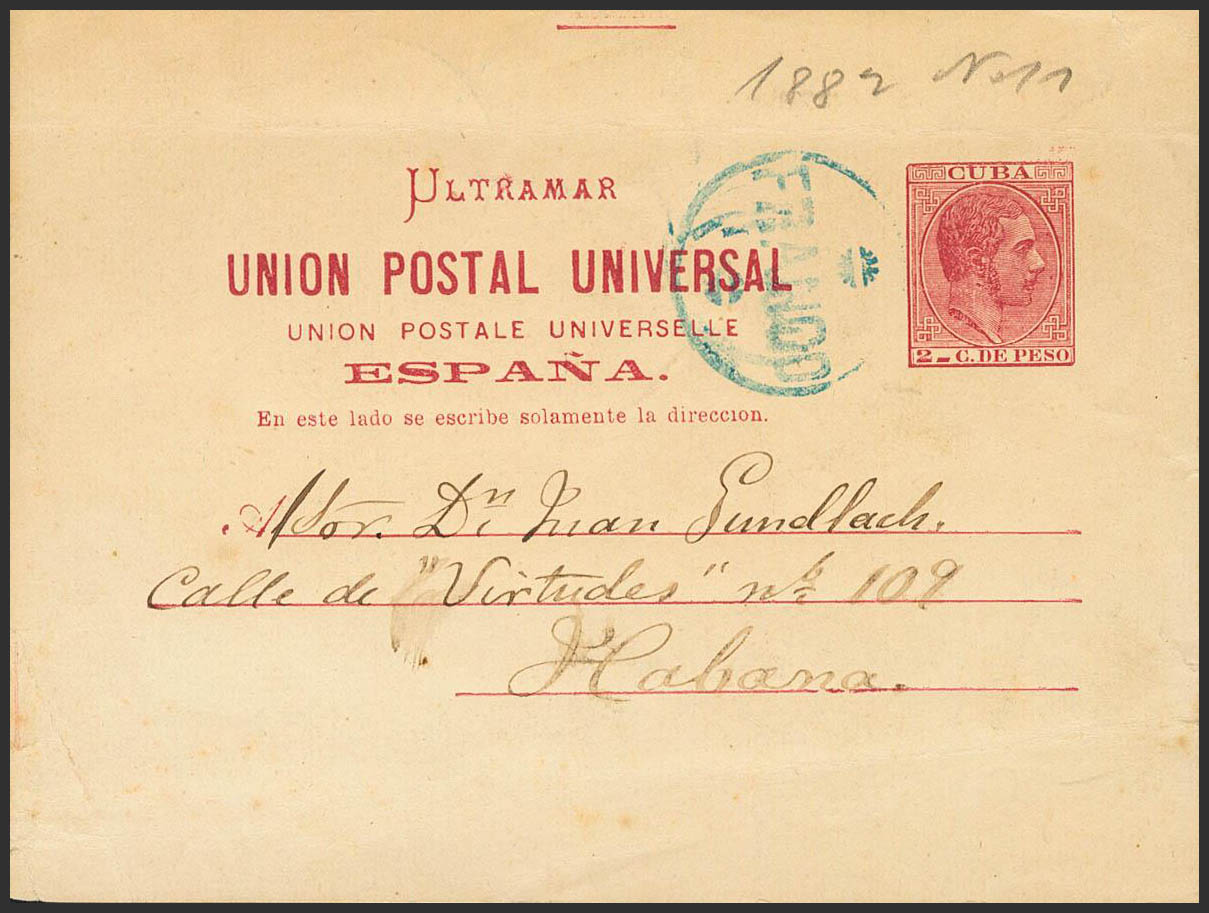 1882 No 11
ULTRAMAR
CUBA
UNION POSTAL UNIVERSAL
FRANCO
UNION POSTALE UNIVERSELLE
2 - C. DE PESO
ESPAÑA.
En este lado se escribe solamente la direccion.
A Sor. Dn Juan Gundlach.
Calle de "Virtudes" no. 109
Habana.